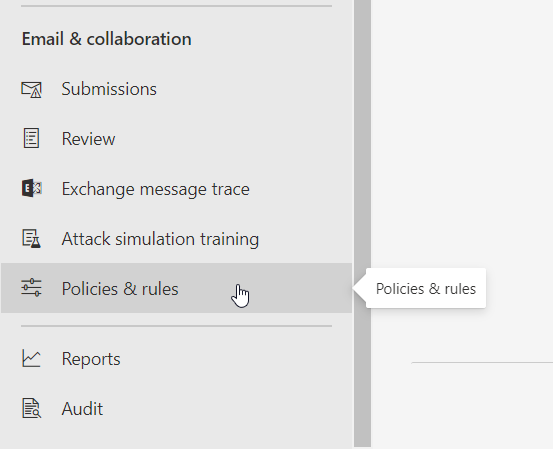 Email & collaboration
Submissions
Review
Exchange message trace
Attack simulation training
Policies & rules
Policies & rules
Reports
Audit